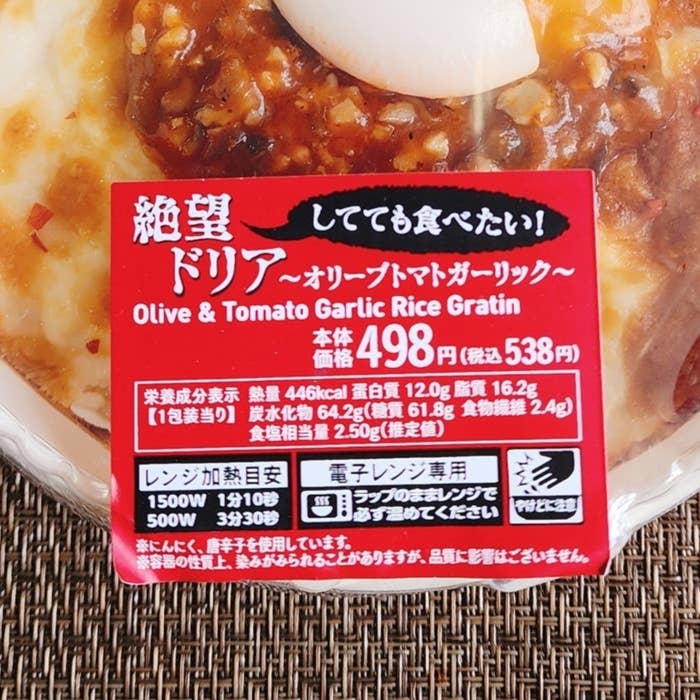 絶望
してても食べたい!
ドリア~オリーブトマトガーリック~
Olive & Tomato Garlic Rice Gratin
本体価格498円(税込538円)
栄養成分表示 熱量 446kcal 蛋白質 12.0g 脂質 16.2g
【1包装当り】 炭水化物 64.2g(糖質 61.8g 食物繊維 2.4g)
食塩相当量 2.50g(推定値)
レンジ加熱目安
1500W 1分10秒
500W 3分30秒
電子レンジ専用
ラップのままレンジで
必ず温めてください
やけどに注意
※にんにく、唐辛子を使用しています。
※容器の性質上、染みがみられることがありますが、品質に影響はございません。